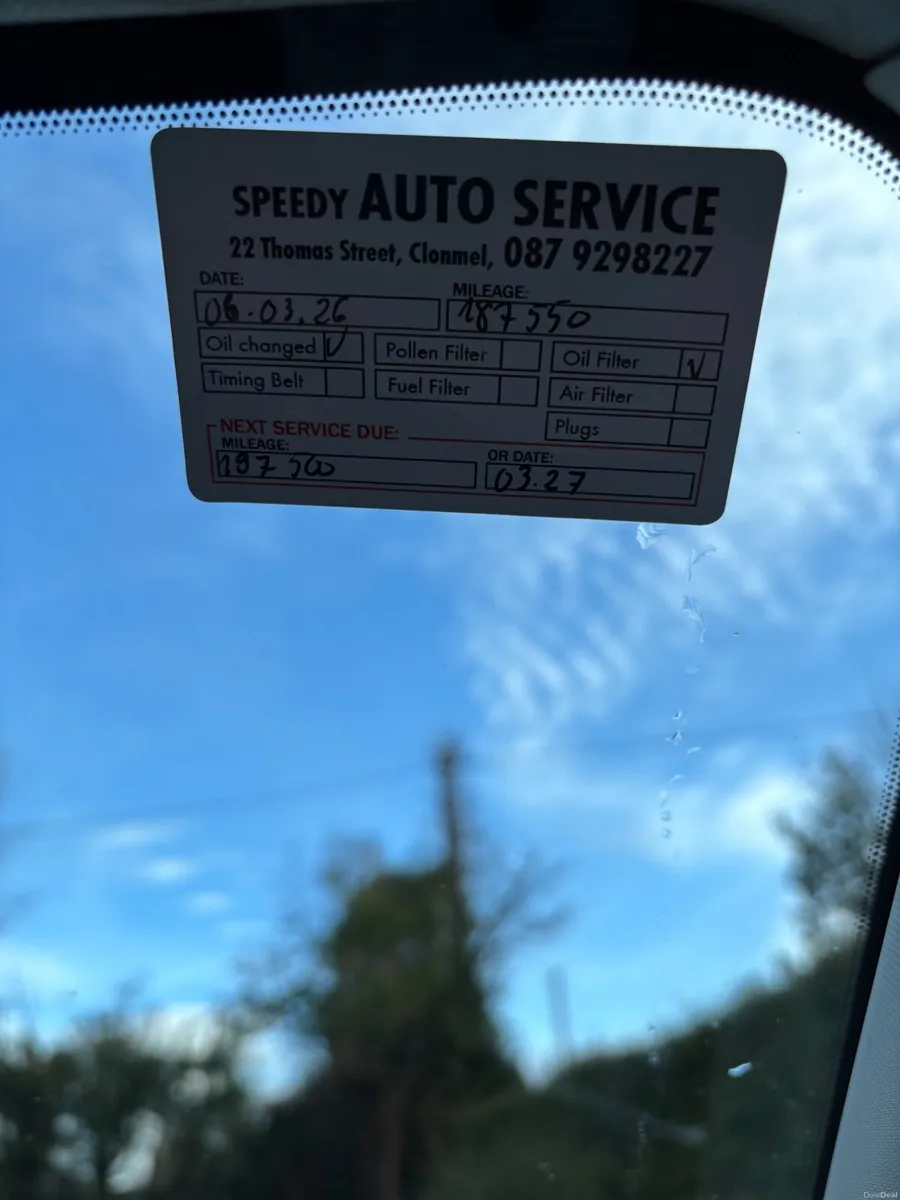 SPEEDY AUTO SERVICE
22 Thomas Street, Clonmel, 087 9298227
DATE: MILEAGE:
06.03.26 187550
Oil changed V Pollen Filter Oil Filter V
Timing Belt Fuel Filter Air Filter
Plugs
NEXT SERVICE DUE:
MILEAGE: OR DATE:
197500 03.27
DoneDeal